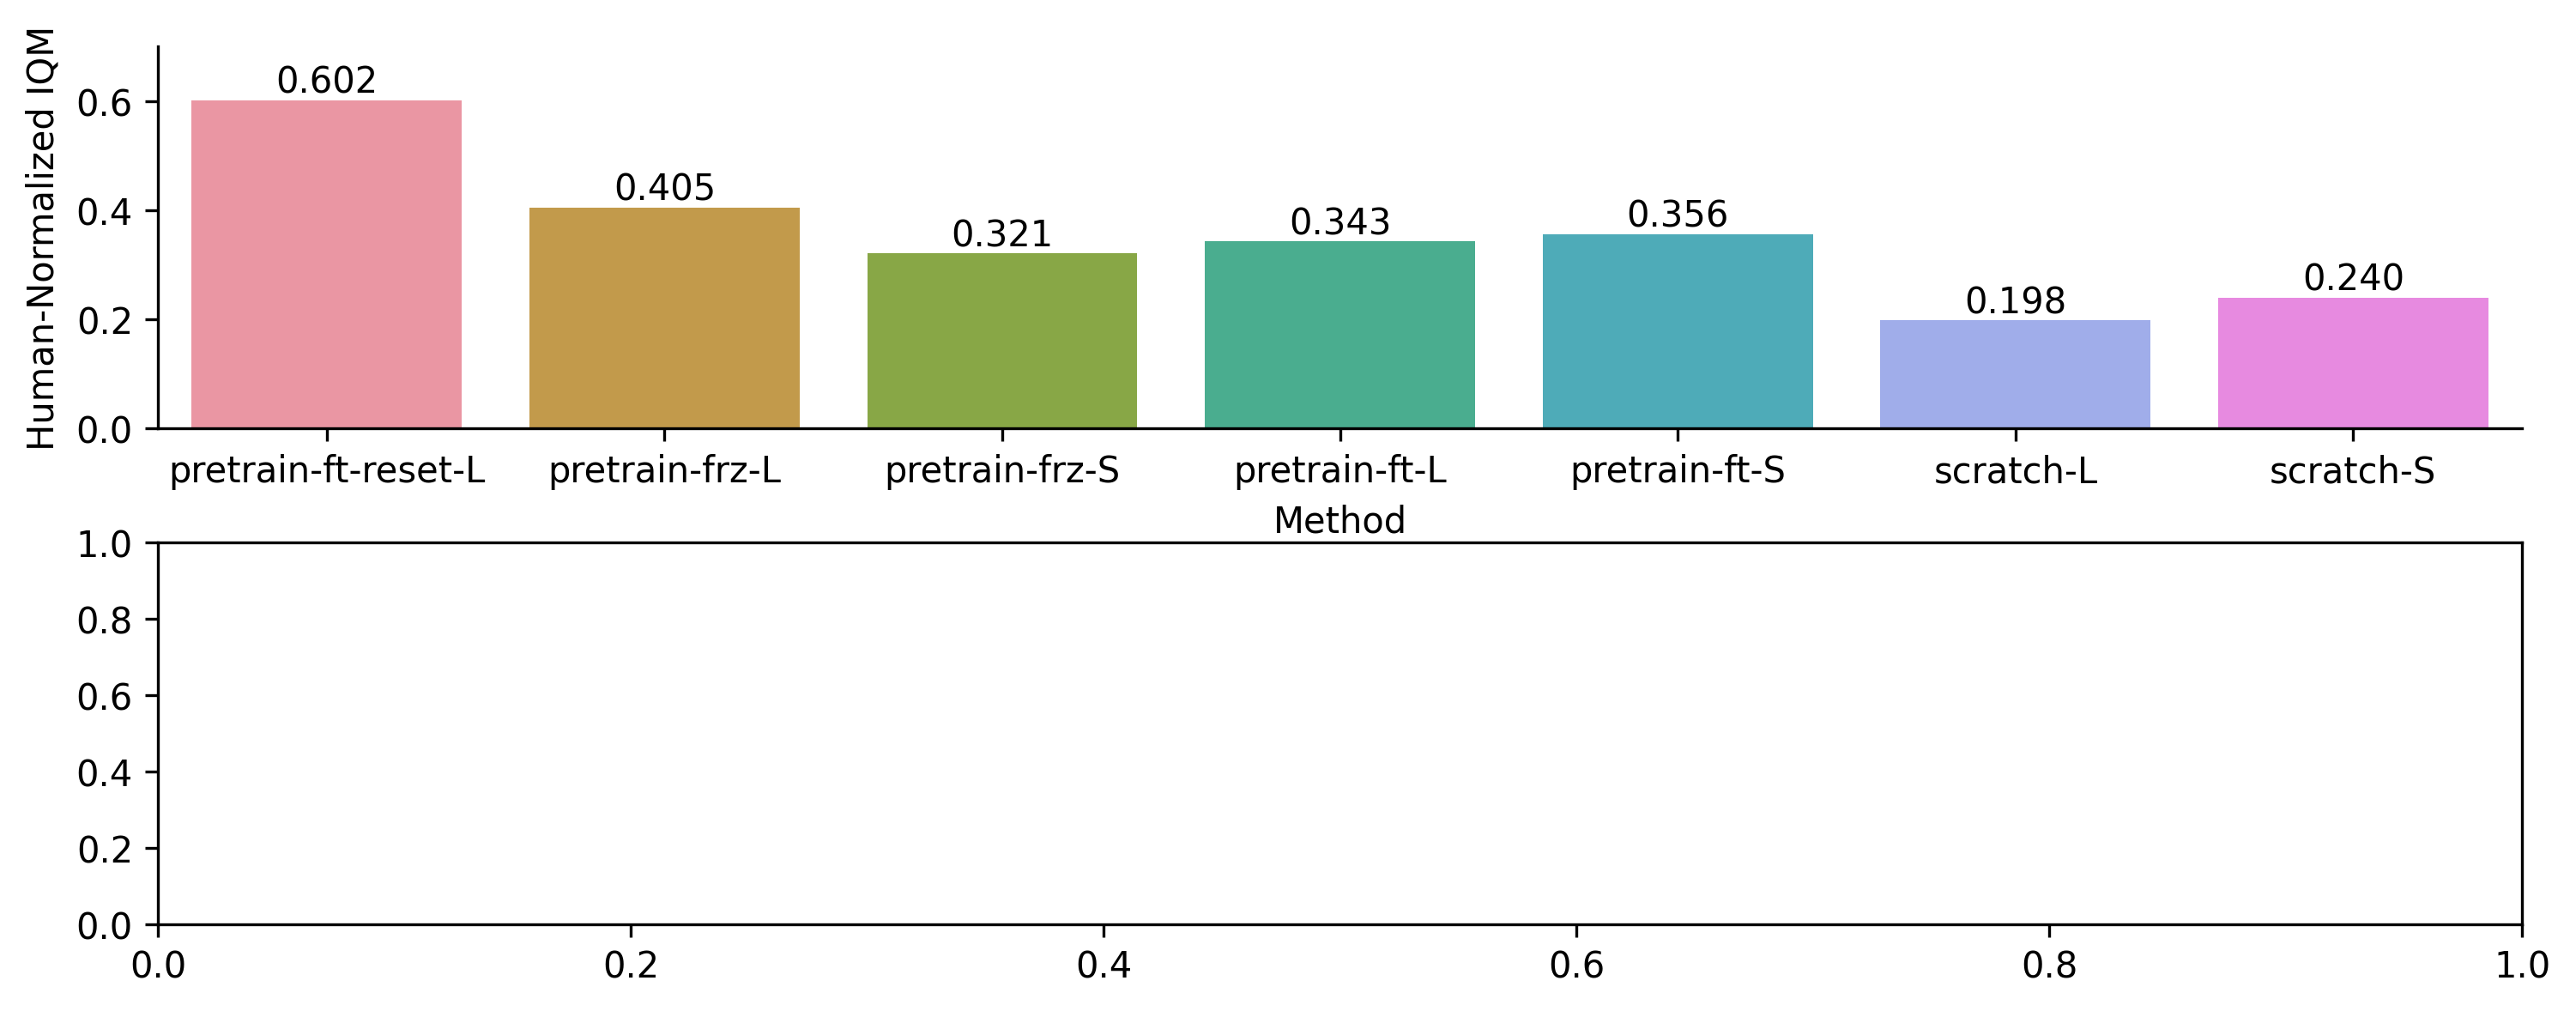 Human-Normalized IQM
0.6
0.4
0.2
0.0
0.602
0.405
0.321
0.343
0.356
0.198
0.240
pretrain-ft-reset-L
pretrain-frz-L
pretrain-frz-S
pretrain-ft-L
pretrain-ft-S
scratch-L
scratch-S
Method
1.0
0.8
0.6
0.4
0.2
0.0
0.0
0.2
0.4
0.6
0.8
1.0